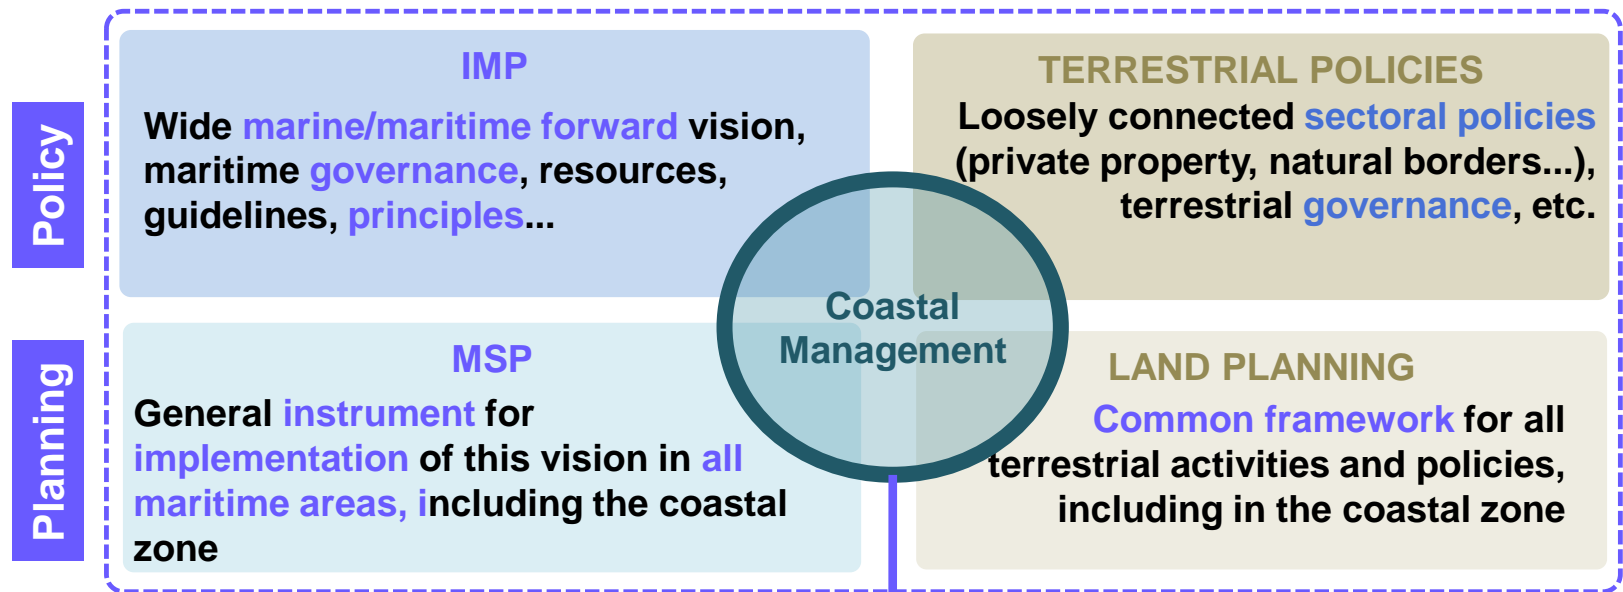 Policy
IMP
Wide marine/maritime forward vision,
maritime governance, resources,
guidelines, principles...
TERRESTRIAL POLICIES
Loosely connected sectoral policies
(private property, natural borders...),
terrestrial governance, etc.
Coastal
Management
Planning
MSP
General instrument for
implementation of this vision in all
maritime areas, including the coastal
zone
LAND PLANNING
Common framework for all
terrestrial activities and policies,
including in the coastal zone